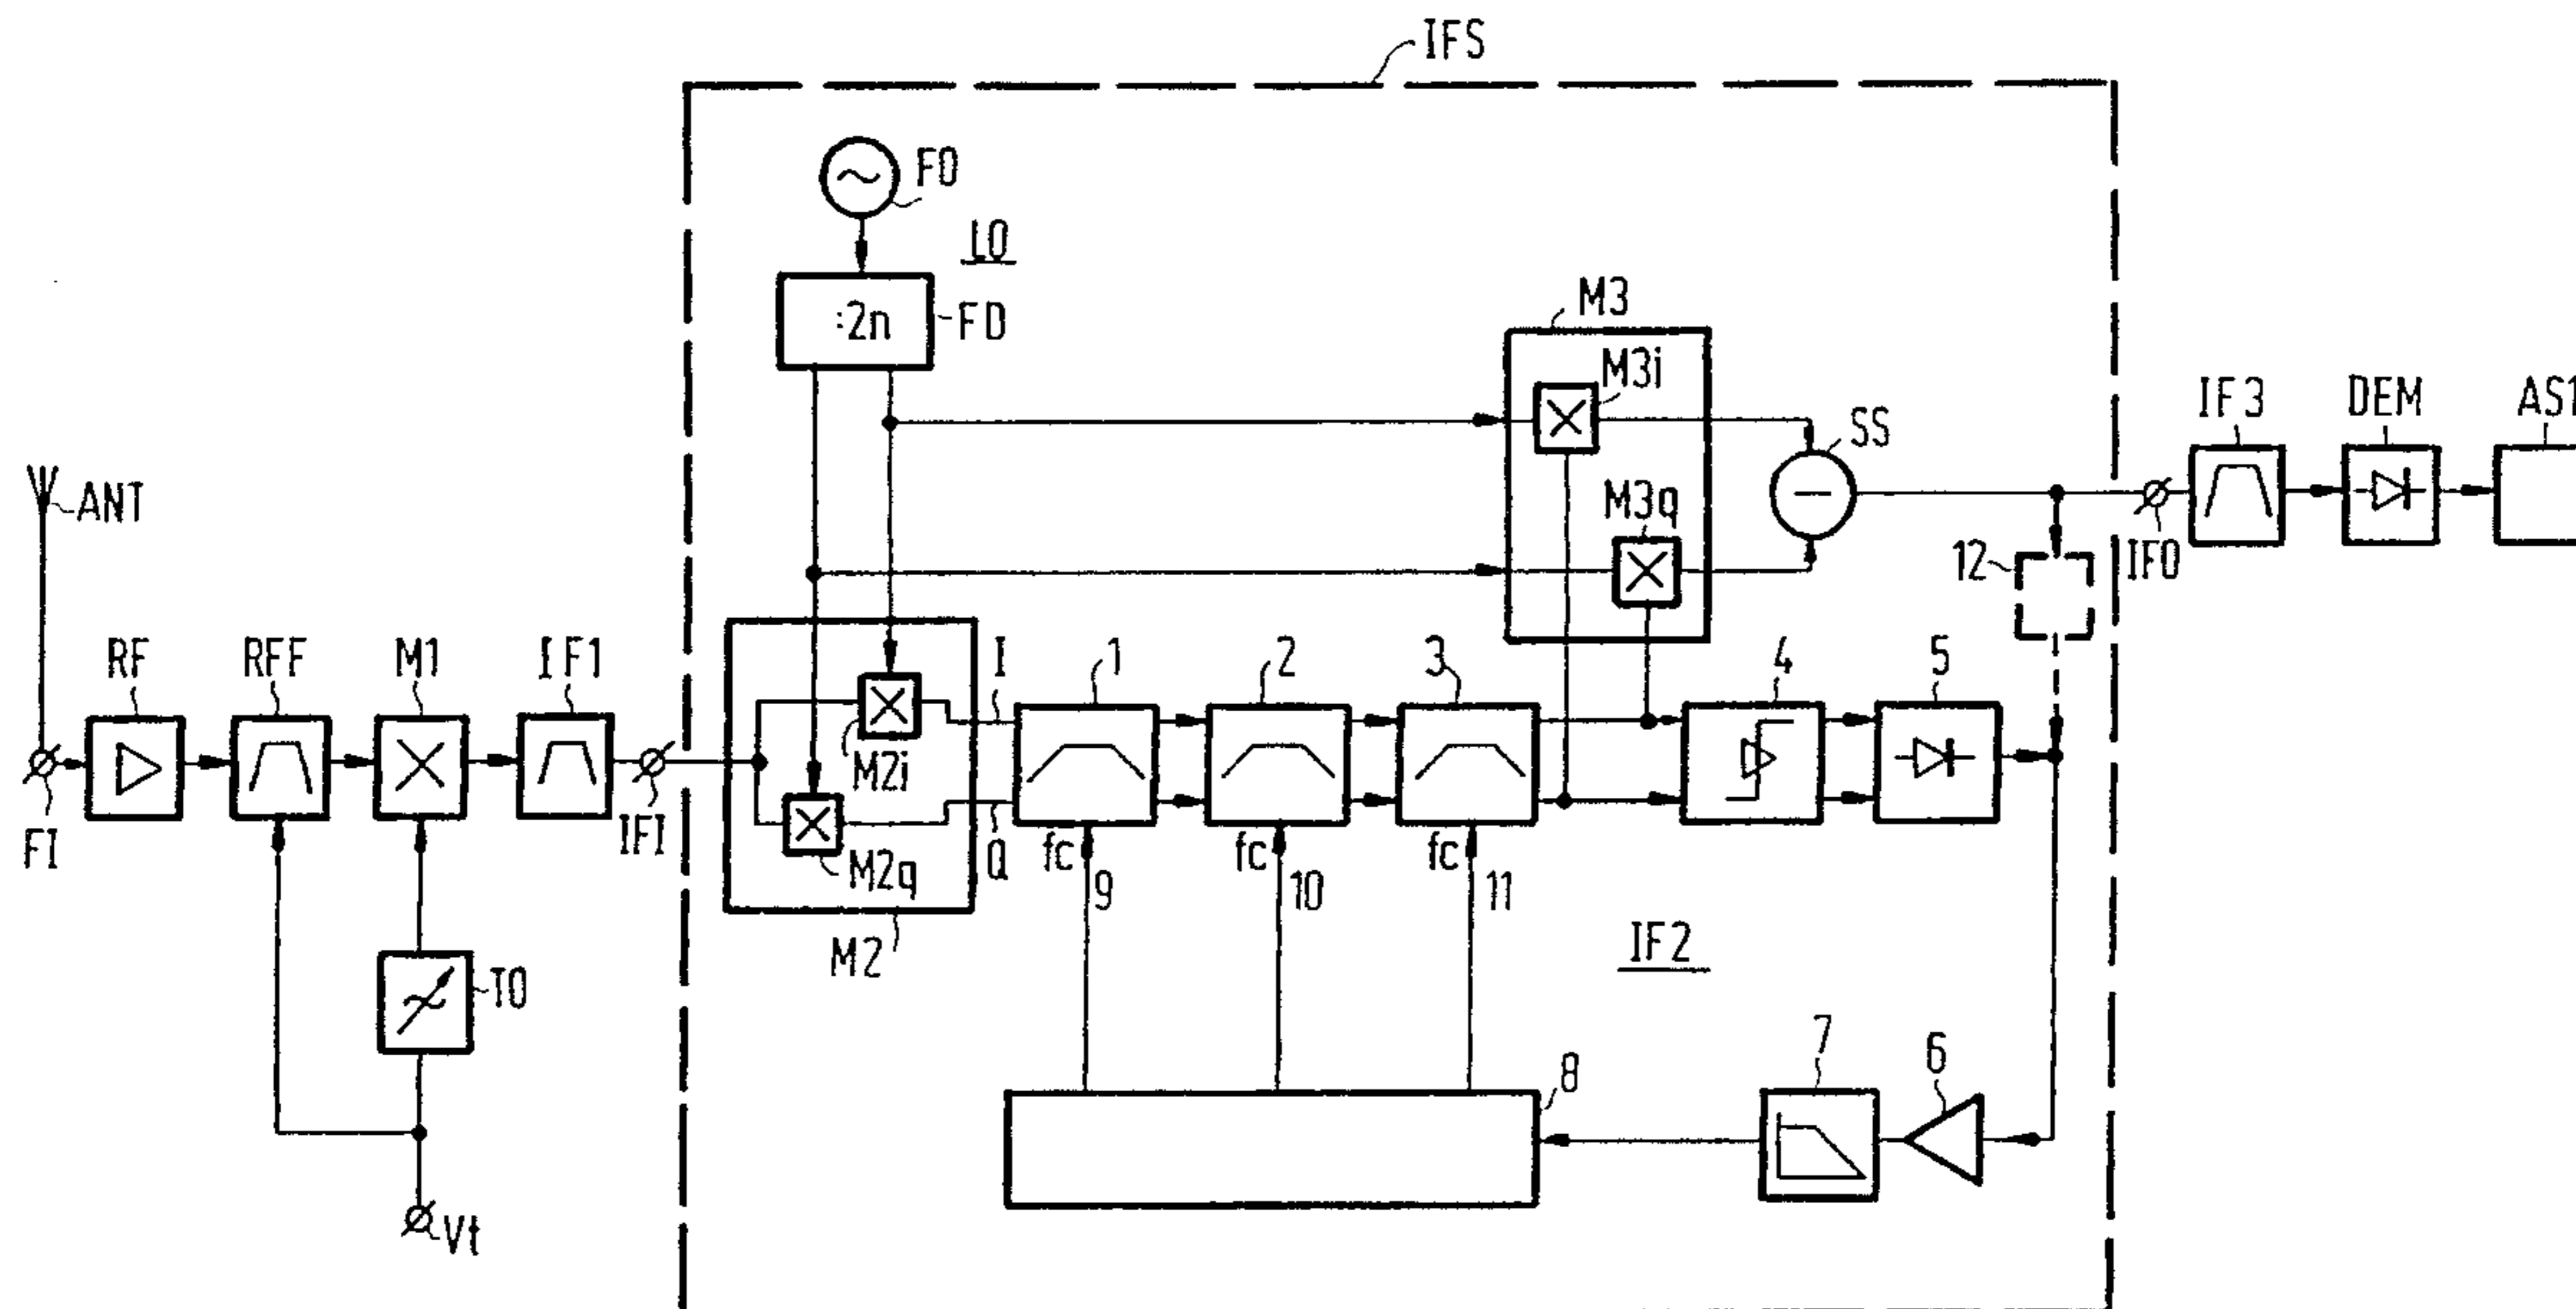 IFS
FO
LO
:2n
FD
M3
M3i
SS
M3q
IF3
DEM
AS1
ANT
12
IFO
RF
RFF
M1
IF1
I
1
2
3
4
5
M2i
FI
IFI
M2q
Q
fc
fc
fc
9
10
11
M2
IF2
TO
7
6
8
Vt